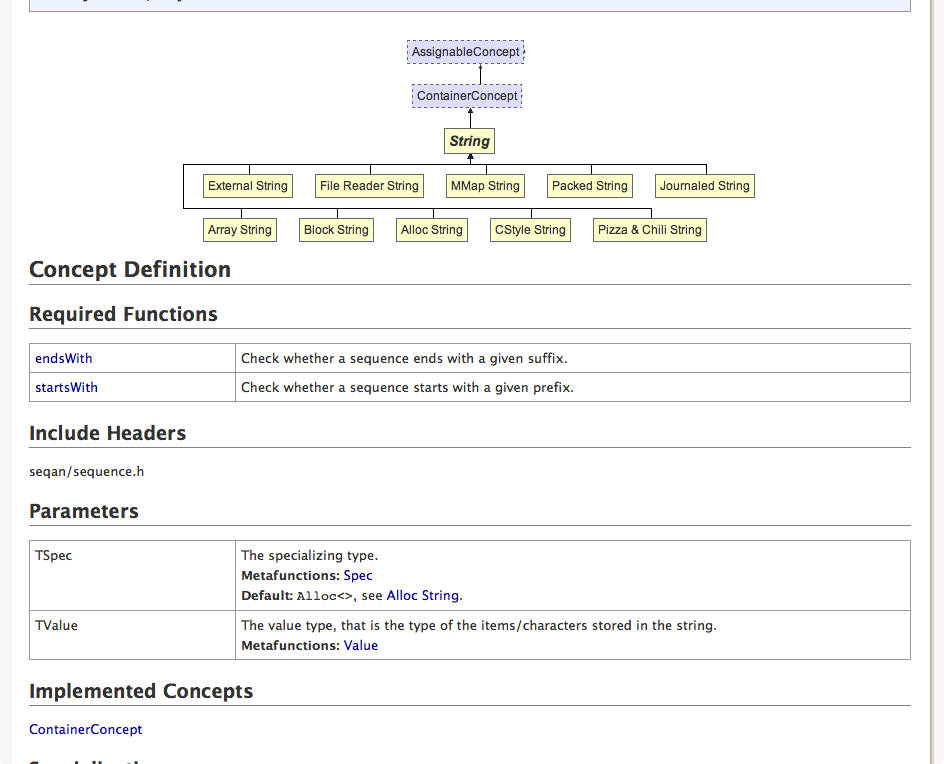 AssignableConcept
ContainerConcept
String
External String File Reader String MMap String Packed String Journaled String
Array String Block String Alloc String CStyle String Pizza & Chili String
Concept Definition
Required Functions
endsWith Check whether a sequence ends with a given suffix.
startsWith Check whether a sequence starts with a given prefix.
Include Headers
seqan/sequence.h
Parameters
TSpec The specializing type.
Metafunctions: Spec
Default: Alloc<>, see Alloc String.
TValue The value type, that is the type of the items/characters stored in the string.
Metafunctions: Value
Implemented Concepts
ContainerConcept